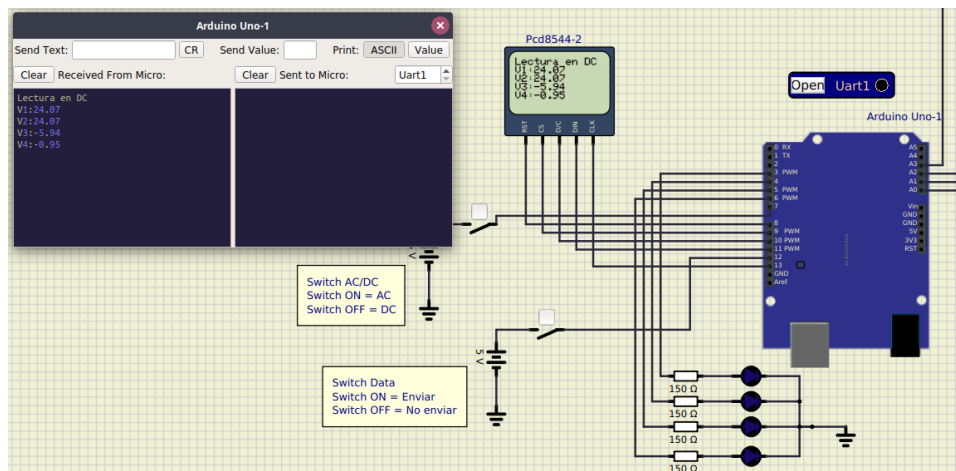 Arduino Uno-1
Send Text: CR Send Value: Print: ASCII Value
Clear Received From Micro: Clear Sent to Micro: Uart1
Lectura en DC
V1:24.07
V2:24.07
V3:-5.94
V4:-0.95
Pcd8544-2
Lectura en DC
V1:24.07
V2:24.07
V3:-5.94
V4:-0.95
RST CS D/C DIN CLK
Open Uart1
Arduino Uno-1
0 RX
1 TX
2
3 PWM
4
5 PWM
6 PWM
7
8
9 PWM
10 PWM
11 PWM
12
13
GND
Aref
A5
A4
A3
A2
A1
A0
Vin
GND
GND
5V
3V3
RST
arduino
V
Switch AC/DC
Switch ON = AC
Switch OFF = DC
5 V
Switch Data
Switch ON = Enviar
Switch OFF = No enviar
150 Ω
150 Ω
150 Ω
150 Ω